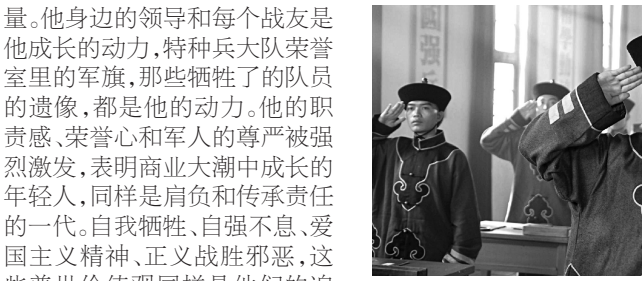 量。他身边的领导和每个战友是
他成长的动力,特种兵大队荣誉
室里的军旗,那些牺牲了的队员
的遗像,都是他的动力。他的职
责感、荣誉心和军人的尊严被强
烈激发,表明商业大潮中成长的
年轻人,同样是肩负和传承责任
的一代。自我牺牲、自强不息、爱
国主义精神、正义战胜邪恶,这